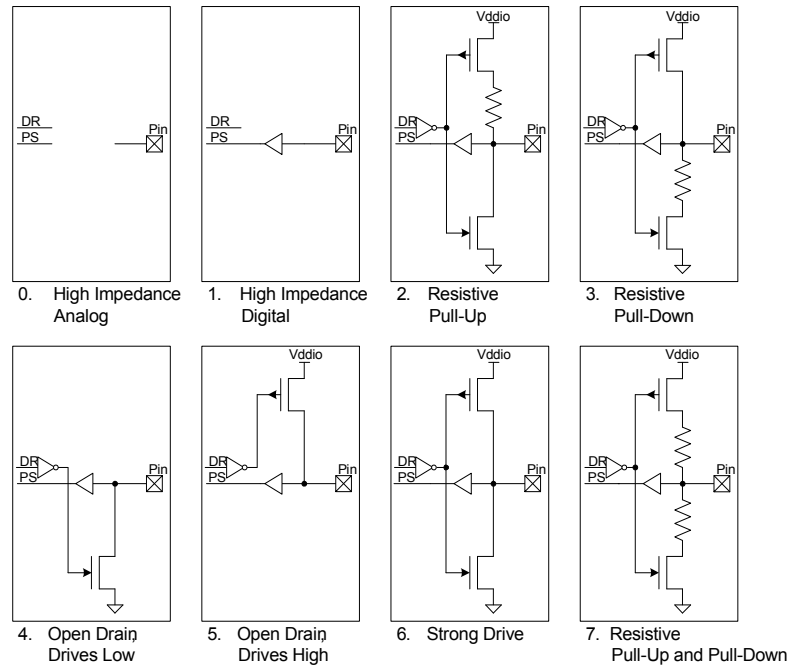 Vddio
Vddio
DR
PS
Pin
DR
PS
Pin
DR
PS
Pin
DR
PS
Pin
0. High Impedance
Analog
1. High Impedance
Digital
2. Resistive
Pull-Up
3. Resistive
Pull-Down
Vddio
Vddio
Vddio
DR
PS
Pin
DR
PS
Pin
DR
PS
Pin
DR
PS
Pin
4. Open Drain,
Drives Low
5. Open Drain,
Drives High
6. Strong Drive
7. Resistive
Pull-Up and Pull-Down